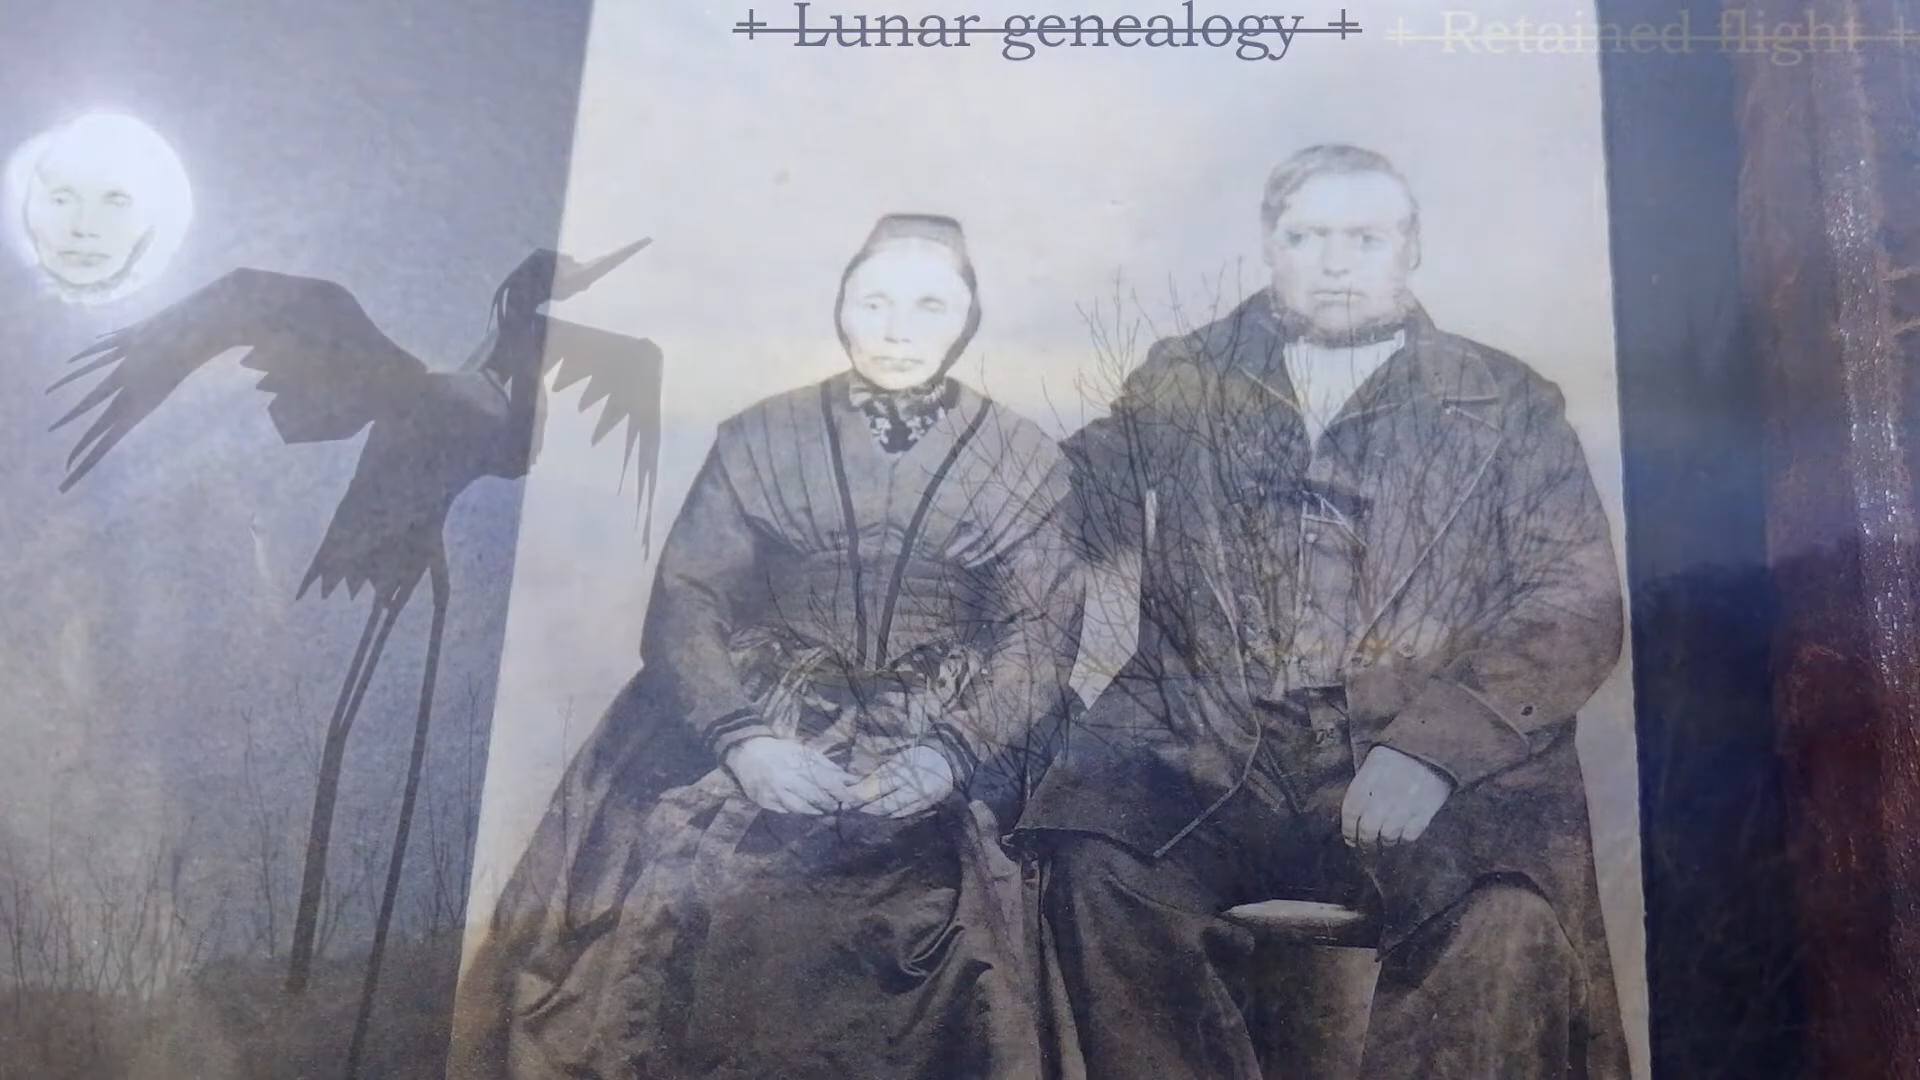 + Lunar genealogy +
+ Retained flight +